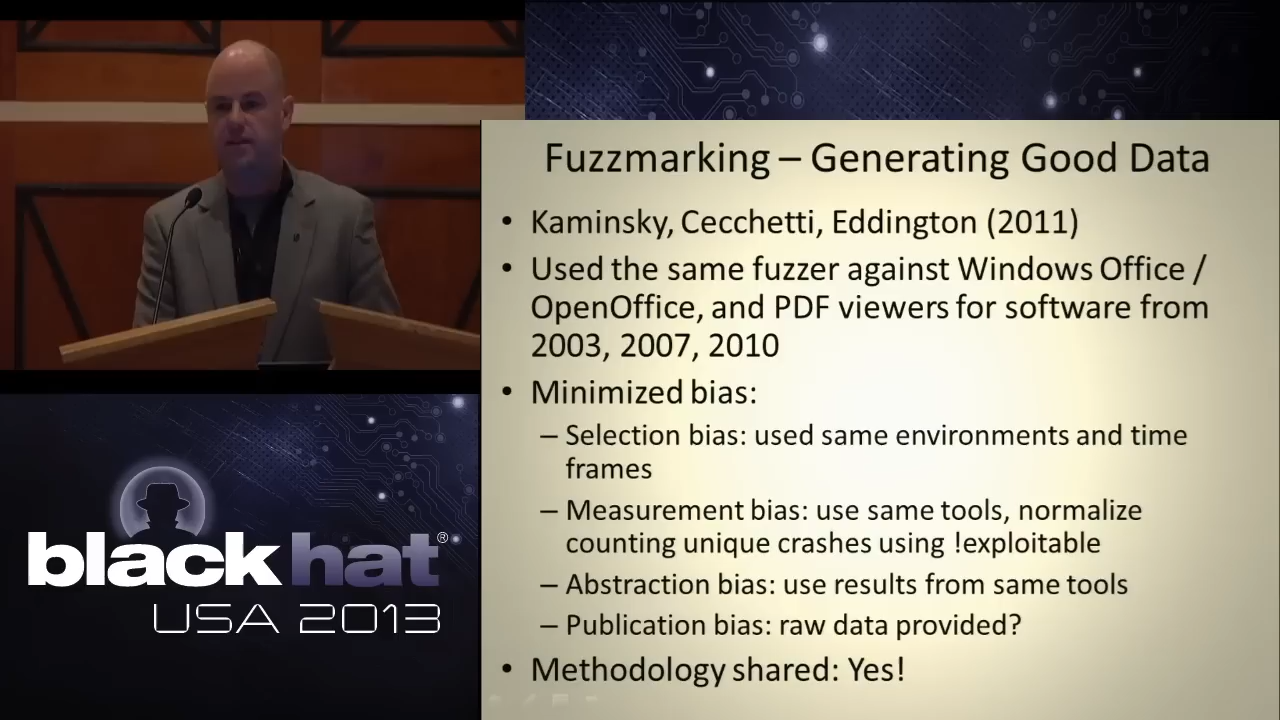 Fuzzmarking – Generating Good Data
• Kaminsky, Cecchetti, Eddington (2011)
• Used the same fuzzer against Windows Office /
OpenOffice, and PDF viewers for software from
2003, 2007, 2010
• Minimized bias:
– Selection bias: used same environments and time
frames
– Measurement bias: use same tools, normalize
counting unique crashes using !exploitable
– Abstraction bias: use results from same tools
– Publication bias: raw data provided?
• Methodology shared: Yes!
black hat®
USA 2013